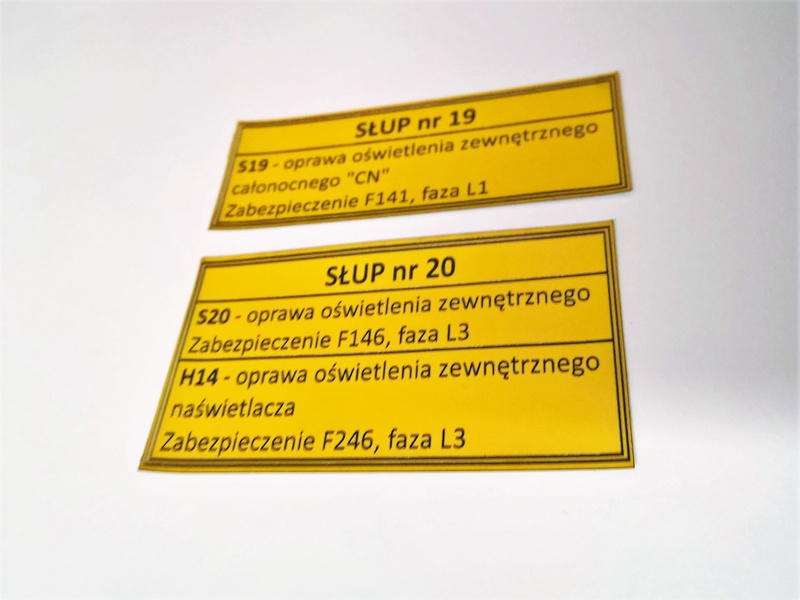 SŁUP nr 19
S19 - oprawa oświetlenia zewnętrznego
całonocnego "CN"
Zabezpieczenie F141, faza L1
SŁUP nr 20
S20 - oprawa oświetlenia zewnętrznego
Zabezpieczenie F146, faza L3
H14 - oprawa oświetlenia zewnętrznego
naświetlacza
Zabezpieczenie F246, faza L3